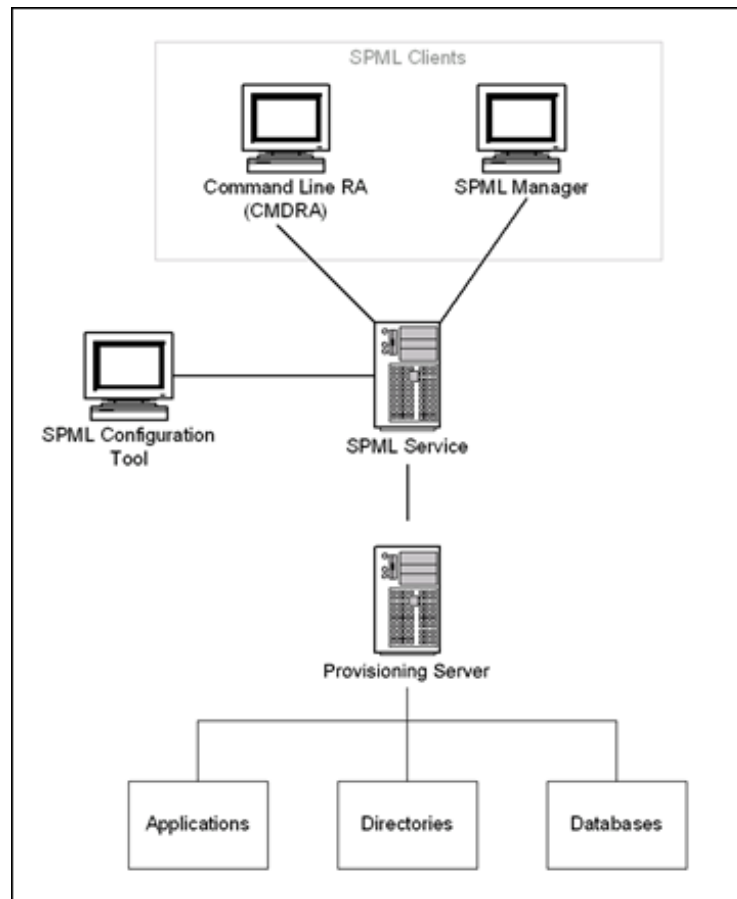 SPML Clients
Command Line RA
(CMDRA)
SPML Manager
SPML Configuration
Tool
SPML Service
Provisioning Server
Applications
Directories
Databases